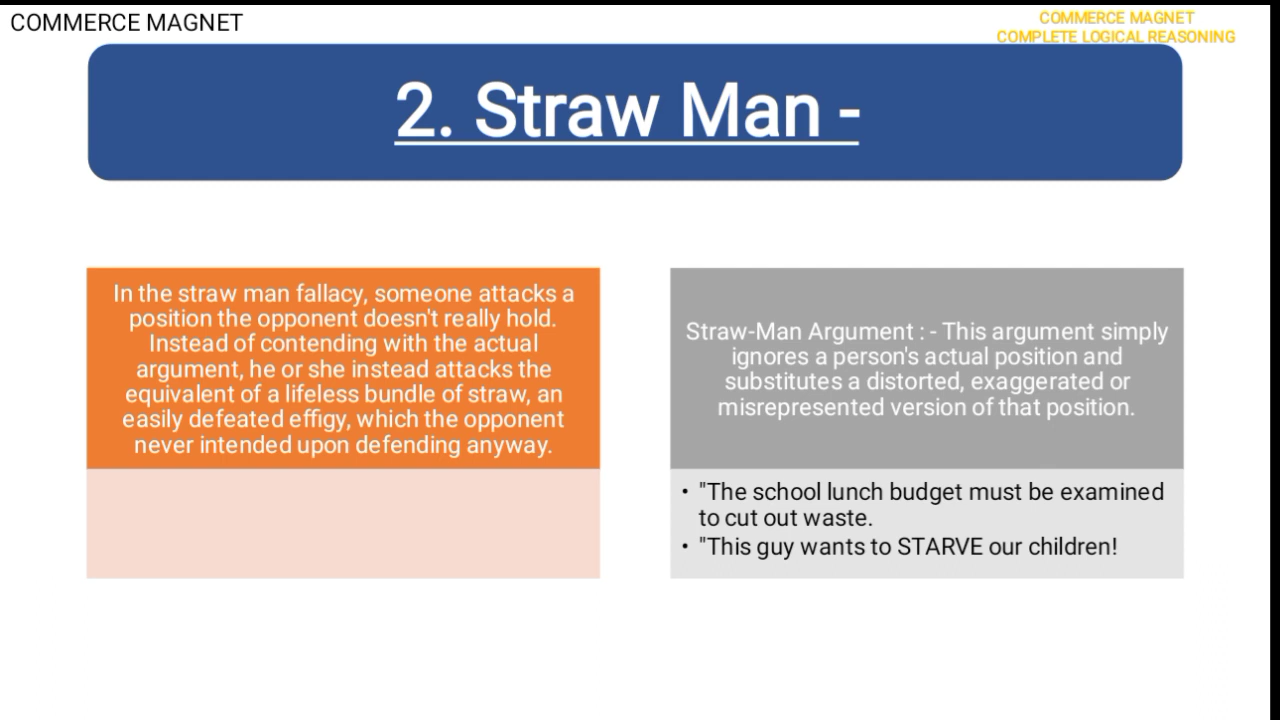 COMMERCE MAGNET
COMMERCE MAGNET
COMPLETE LOGICAL REASONING
2. Straw Man -
In the straw man fallacy, someone attacks a
position the opponent doesn't really hold.
Instead of contending with the actual
argument, he or she instead attacks the
equivalent of a lifeless bundle of straw, an
easily defeated effigy, which the opponent
never intended upon defending anyway.
Straw-Man Argument : - This argument simply
ignores a person's actual position and
substitutes a distorted, exaggerated or
misrepresented version of that position.
• "The school lunch budget must be examined
to cut out waste.
• "This guy wants to STARVE our children!